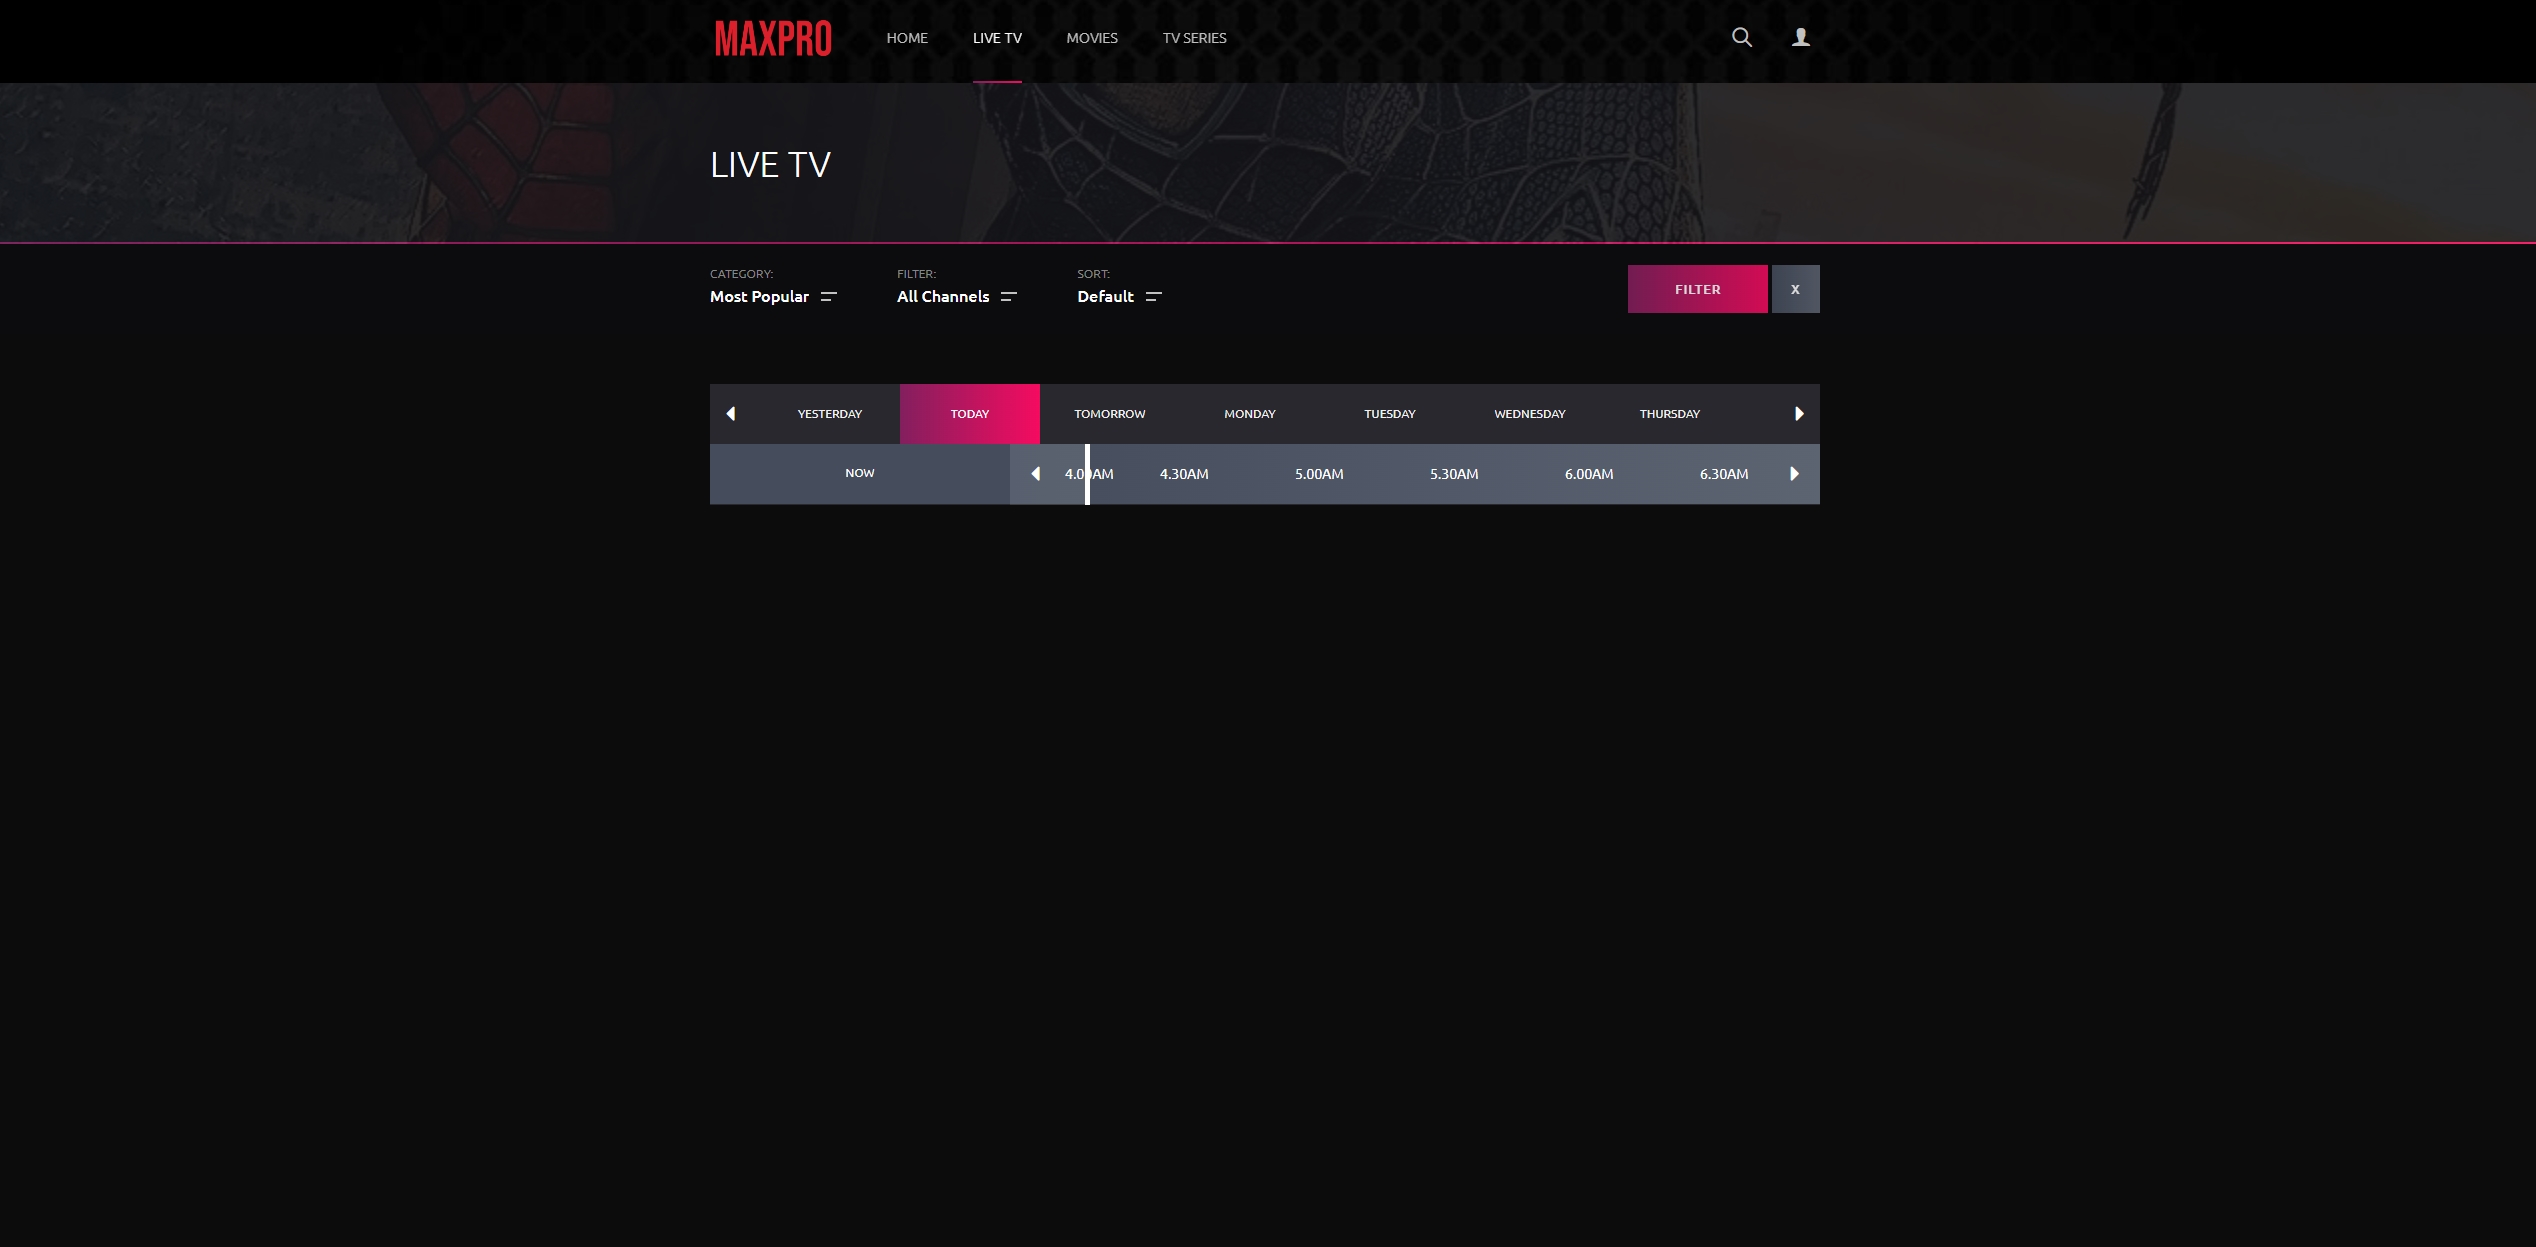 MAXPRO HOME LIVE TV MOVIES TV SERIES
LIVE TV
CATEGORY: FILTER: SORT:
Most Popular All Channels Default FILTER X
YESTERDAY TODAY TOMORROW MONDAY TUESDAY WEDNESDAY THURSDAY
NOW 4.00AM 4.30AM 5.00AM 5.30AM 6.00AM 6.30AM